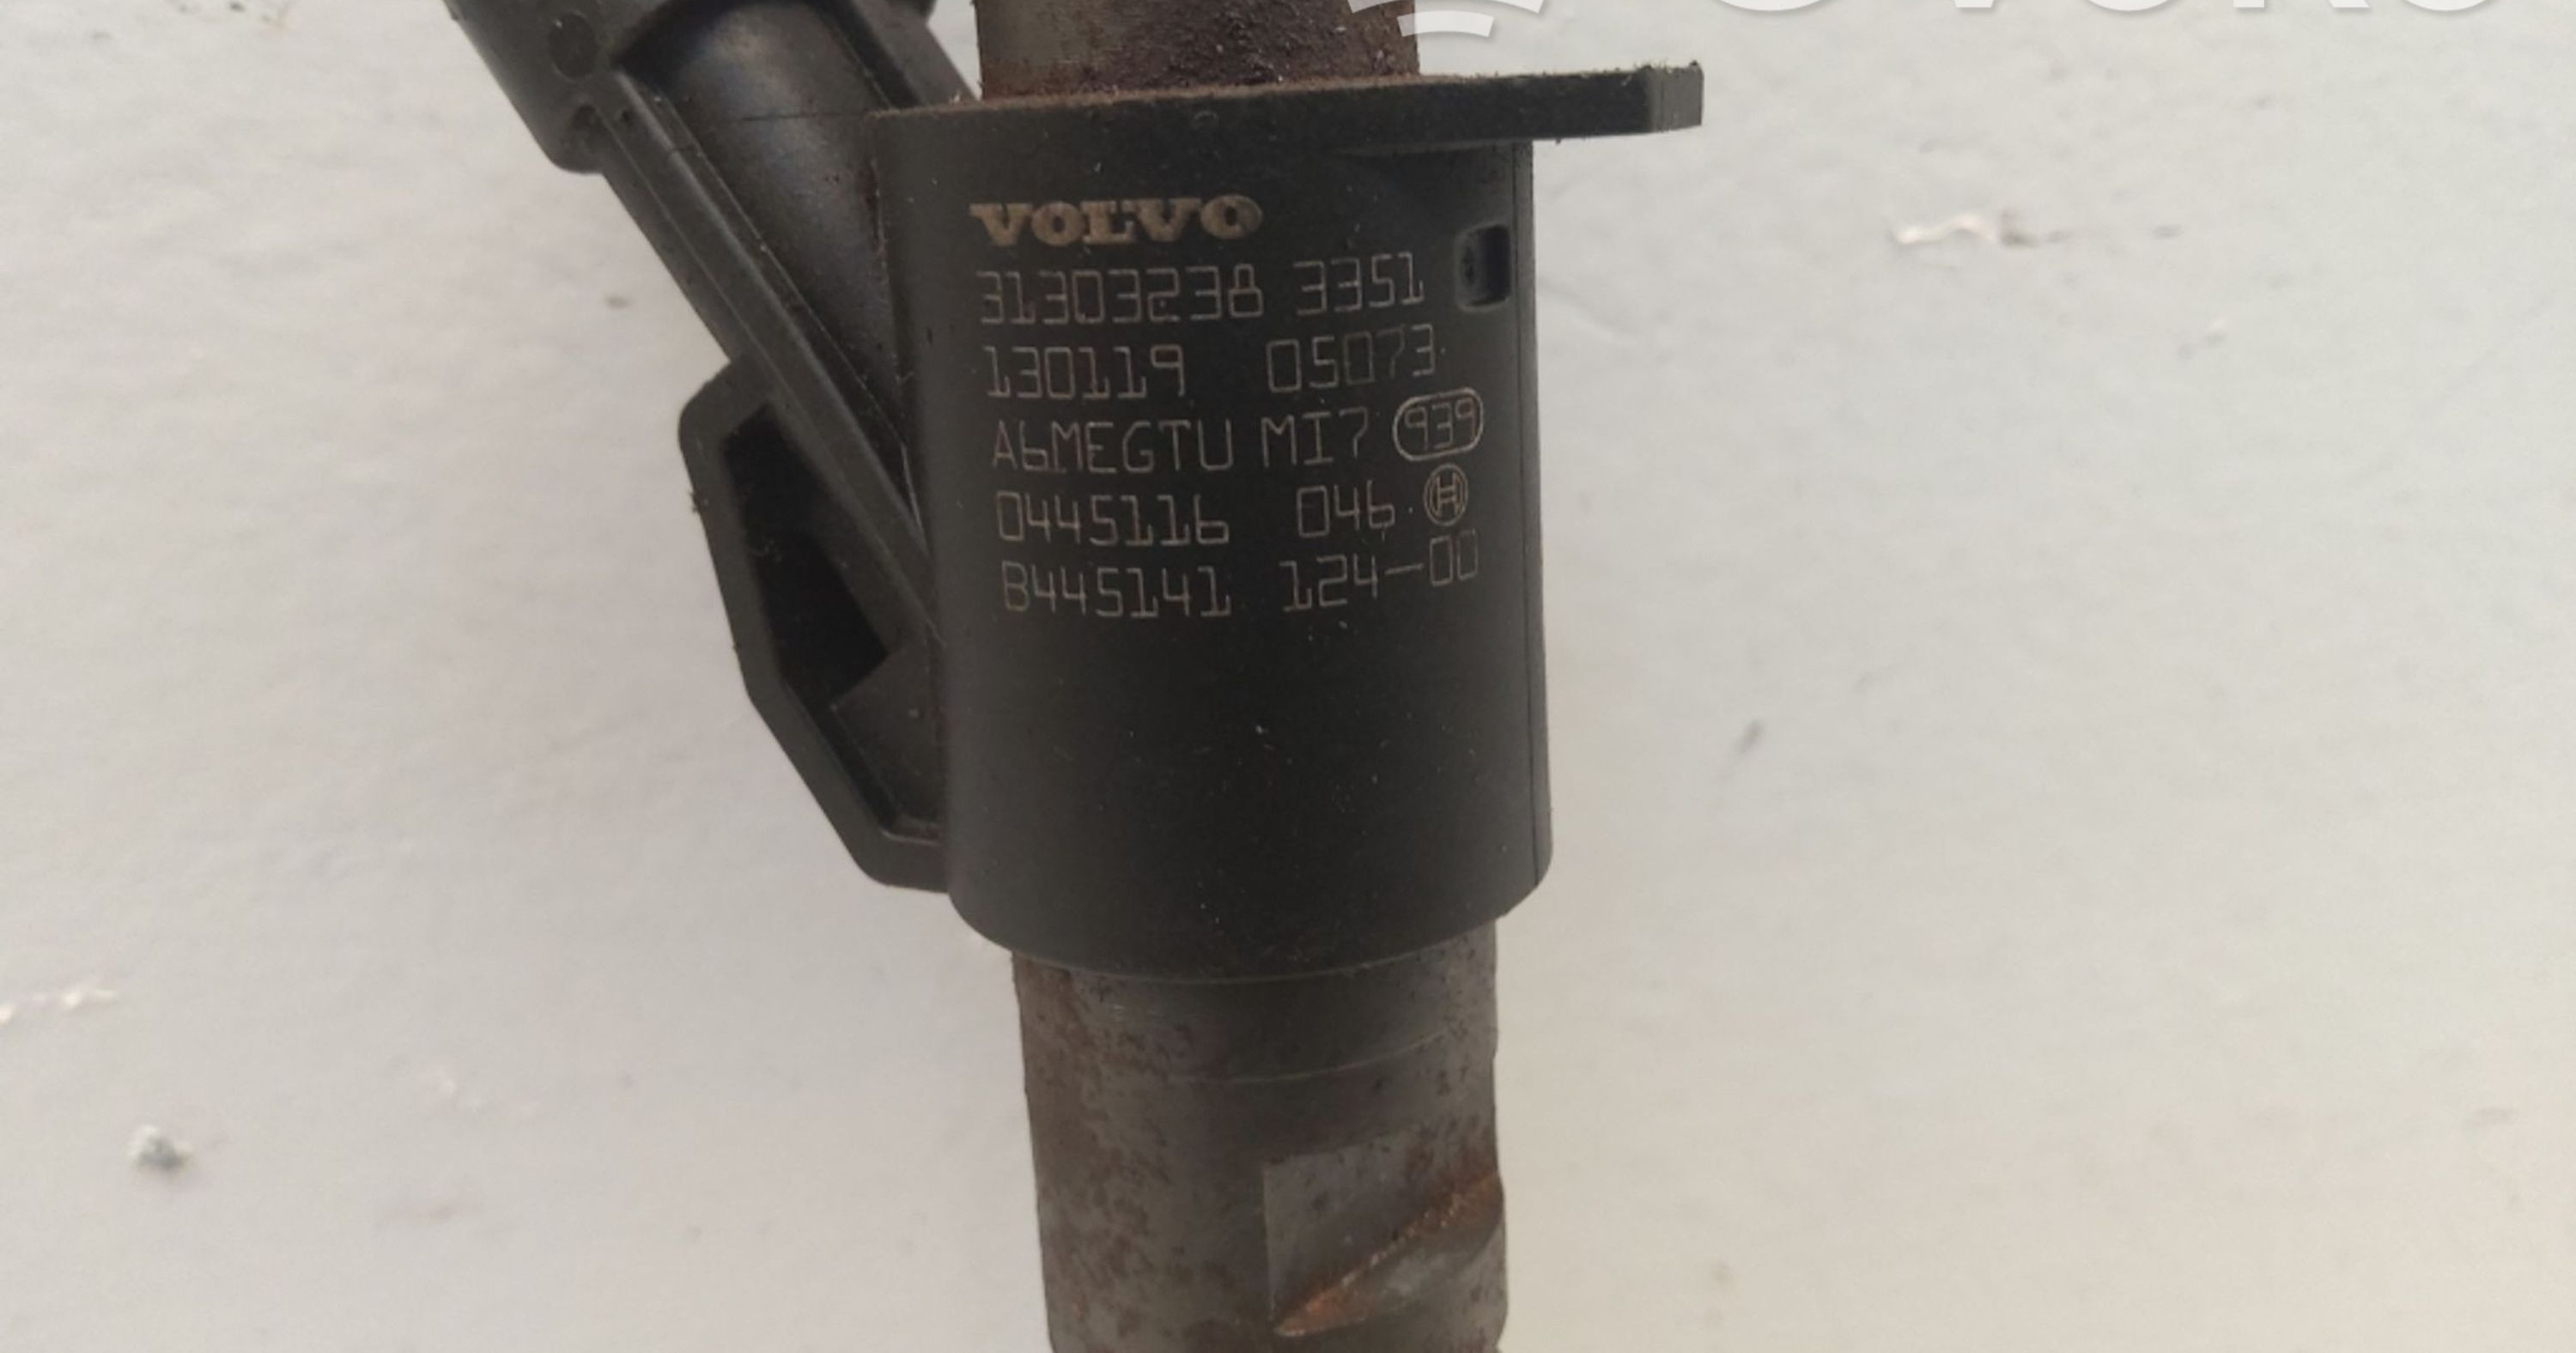 VOLVO
31303238 3351
130119 05073
A6MEGTU MI7 939
0445116 046
B445141 124-00